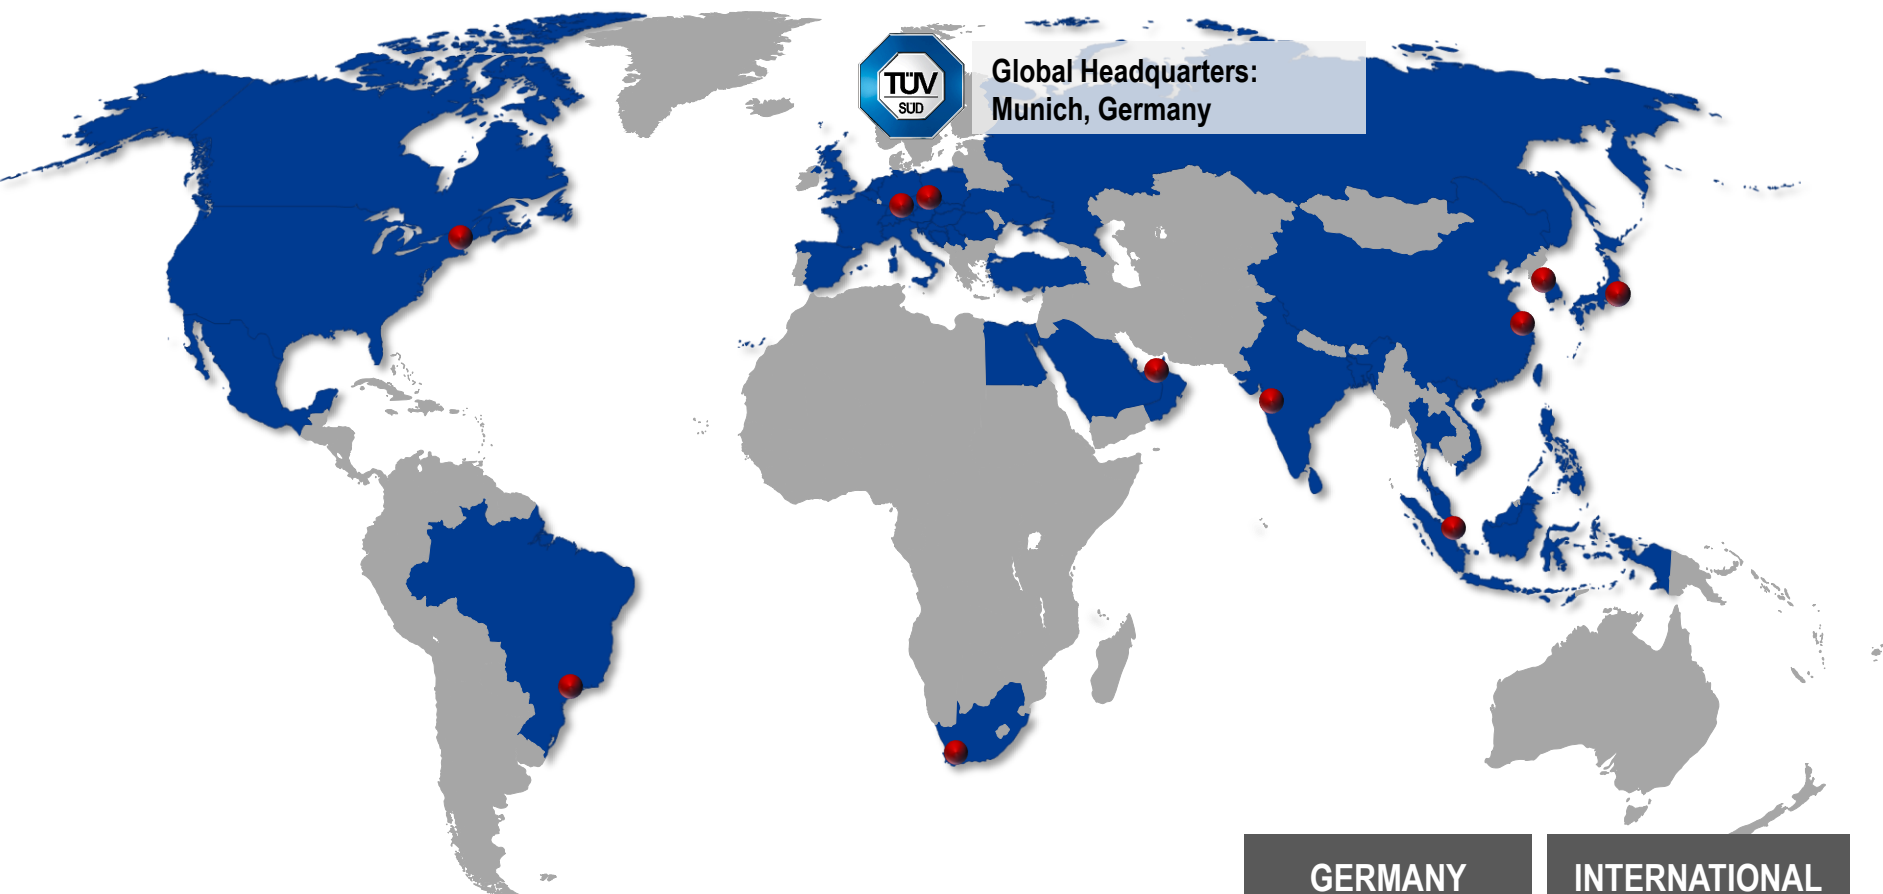 TÜV
SÜD
Global Headquarters:
Munich, Germany
GERMANY
INTERNATIONAL